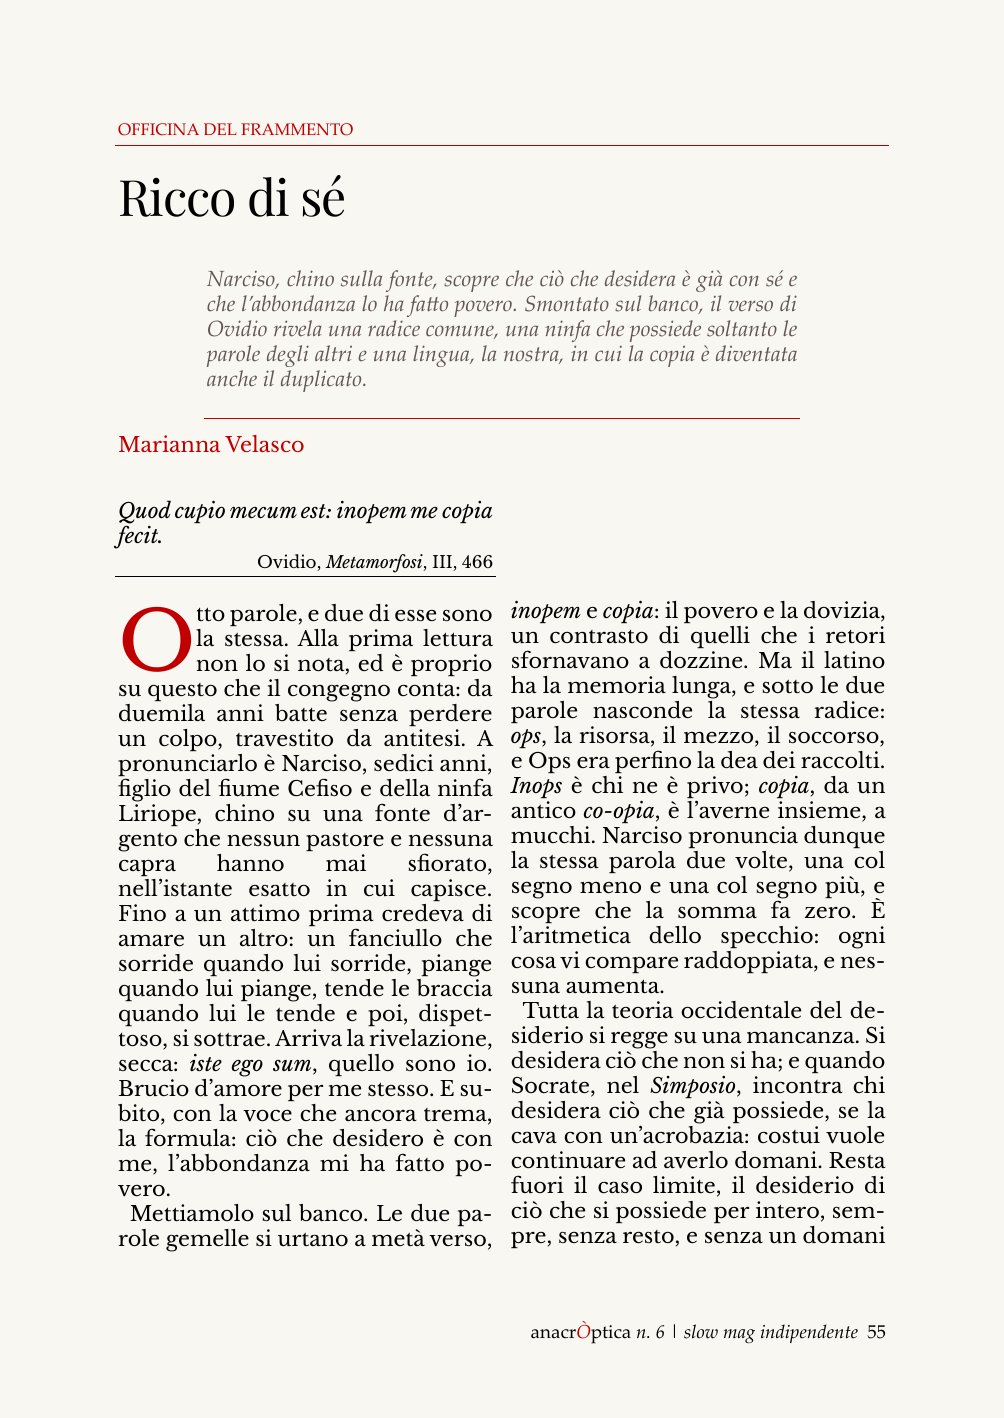 OFFICINA DEL FRAMMENTO
Ricco di sé
Narciso, chino sulla fonte, scopre che ciò che desidera è già con sé e
che l’abbondanza lo ha fatto povero. Smontato sul banco, il verso di
Ovidio rivela una radice comune, una ninfa che possiede soltanto le
parole degli altri e una lingua, la nostra, in cui la copia è diventata
anche il duplicato.
Marianna Velasco
Quod cupio mecum est: inopem me copia
fecit.
Ovidio, Metamorfosi, III, 466
Otto parole, e due di esse sono
la stessa. Alla prima lettura
non lo si nota, ed è proprio
su questo che il congegno conta: da
duemila anni batte senza perdere
un colpo, travestito da antitesi. A
pronunciarlo è Narciso, sedici anni,
figlio del fiume Cefiso e della ninfa
Liriope, chino su una fonte d’ar-
gento che nessun pastore e nessuna
capra hanno mai sfiorato,
nell’istante esatto in cui capisce.
Fino a un attimo prima credeva di
amare un altro: un fanciullo che
sorride quando lui sorride, piange
quando lui piange, tende le braccia
quando lui le tende e poi, dispet-
toso, si sottrae. Arriva la rivelazione,
secca: iste ego sum, quello sono io.
Brucio d’amore per me stesso. E su-
bito, con la voce che ancora trema,
la formula: ciò che desidero è con
me, l’abbondanza mi ha fatto po-
vero.
Mettiamolo sul banco. Le due pa-
role gemelle si urtano a metà verso,
inopem e copia: il povero e la dovizia,
un contrasto di quelli che i retori
sfornavano a dozzine. Ma il latino
ha la memoria lunga, e sotto le due
parole nasconde la stessa radice:
ops, la risorsa, il mezzo, il soccorso,
e Ops era perfino la dea dei raccolti.
Inops è chi ne è privo; copia, da un
antico co-opia, è l’averne insieme, a
mucchi. Narciso pronuncia dunque
la stessa parola due volte, una col
segno meno e una col segno più, e
scopre che la somma fa zero. È
l’aritmetica dello specchio: ogni
cosa vi compare raddoppiata, e nes-
suna aumenta.
Tutta la teoria occidentale del de-
siderio si regge su una mancanza. Si
desidera ciò che non si ha; e quando
Socrate, nel Simposio, incontra chi
desidera ciò che già possiede, se la
cava con un’acrobazia: costui vuole
continuare ad averlo domani. Resta
fuori il caso limite, il desiderio di
ciò che si possiede per intero, sem-
pre, senza resto, e senza un domani
anacrÒptica n. 6 | slow mag indipendente 55